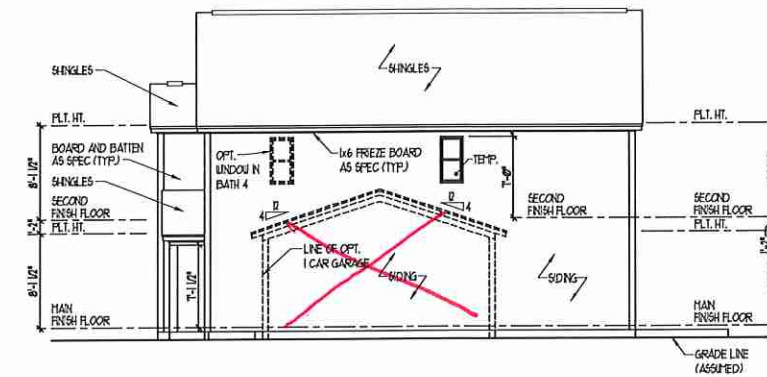 SHINGLES
SHINGLES
PLT. HT.
PLT. HT.
BOARD AND BATTEN
AS SPEC (TYP.)
OPT.
WINDOW IN
BATH 4
1x6 FRIEZE BOARD
AS SPEC (TYP.)
TEMP.
7'-0"
8'-1 1/2"
SHINGLES
SECOND
FINISH FLOOR
PLT. HT.
12
4
12
4
SECOND
FINISH FLOOR
SECOND
FINISH FLOOR
PLT. HT.
1'-2"
8'-1 1/2"
7'-1 1/2"
LINE OF OPT.
1 CAR GARAGE
SIDING
SIDING
MAIN
FINISH FLOOR
MAIN
FINISH FLOOR
GRADE LINE
(ASSUMED)